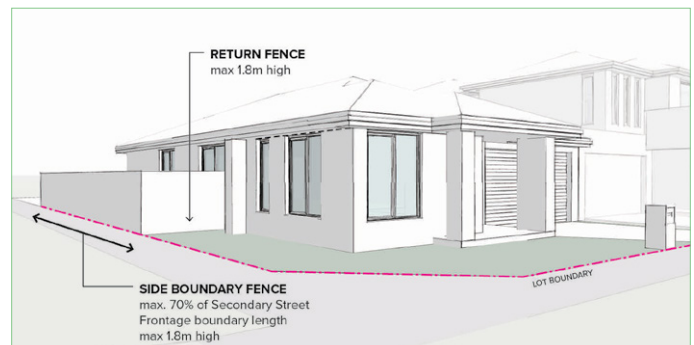 RETURN FENCE
max 1.8m high
SIDE BOUNDARY FENCE
max. 70% of Secondary Street
Frontage boundary length
max 1.8m high
LOT BOUNDARY